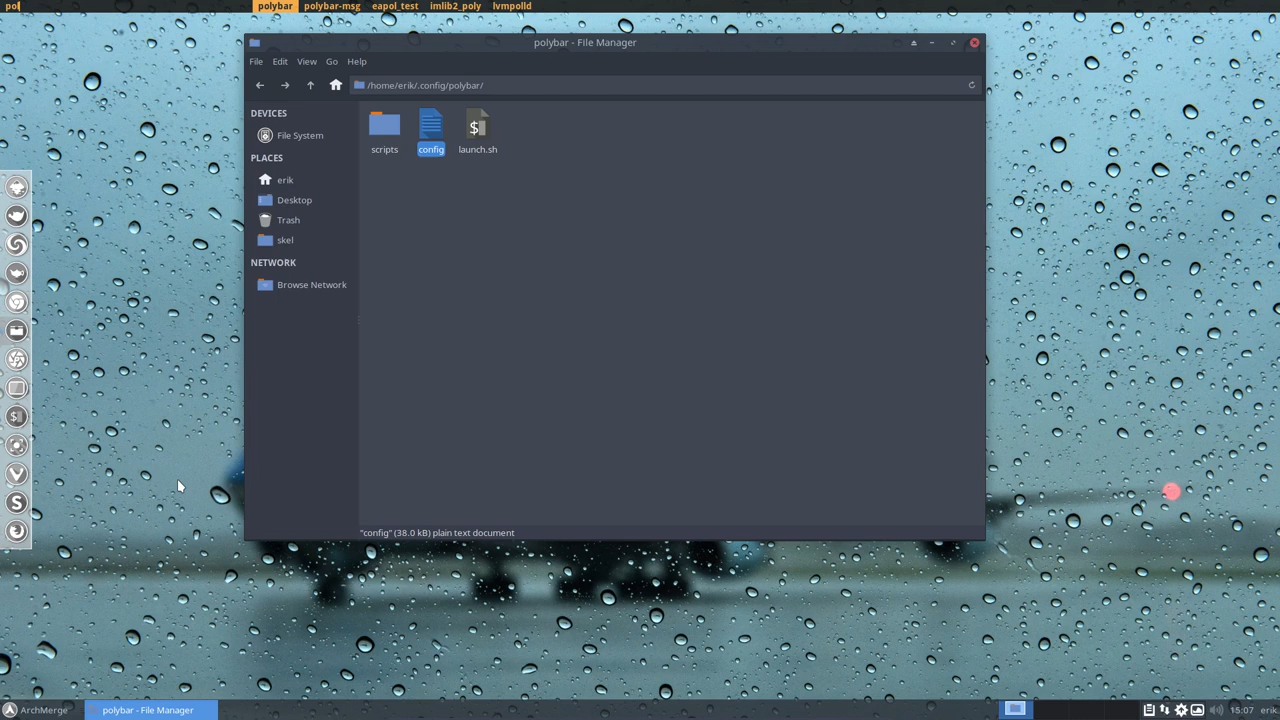 pol polybar polybar-msg eapol_test imlib2_poly lvmpolld
polybar - File Manager
File Edit View Go Help
/home/erik/.config/polybar/
DEVICES
File System
PLACES
erik
Desktop
Trash
skel
NETWORK
Browse Network
scripts config launch.sh
"config" (38.0 kB) plain text document
ArchMerge polybar - File Manager 15:07 erik